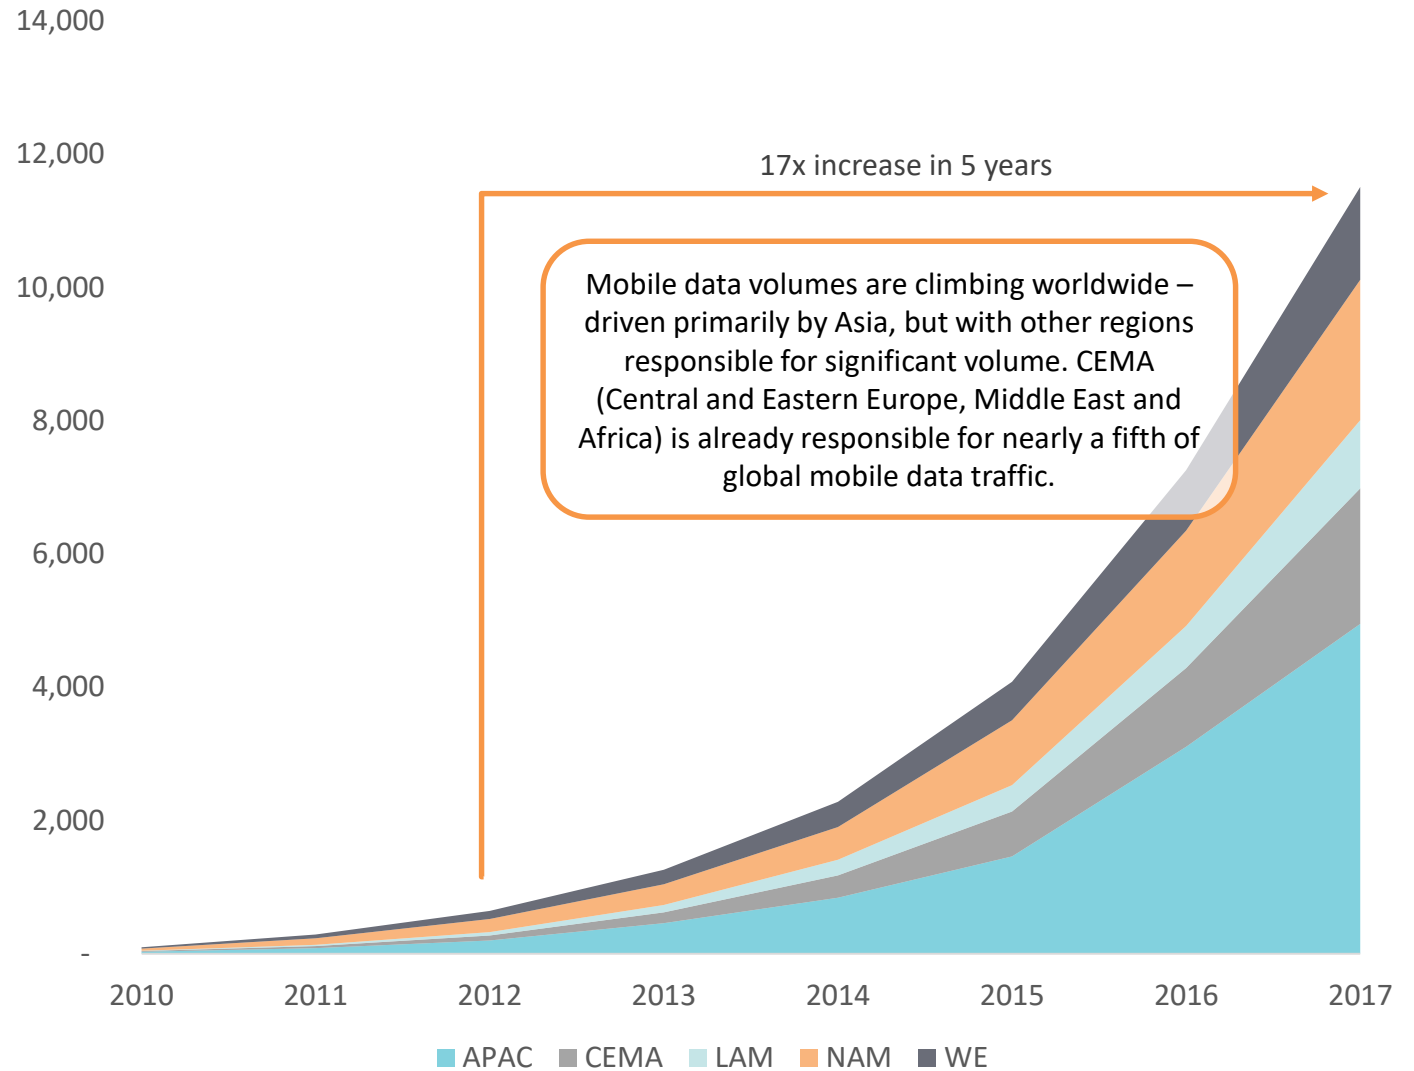 14,000
12,000
17x increase in 5 years
10,000
Mobile data volumes are climbing worldwide –
driven primarily by Asia, but with other regions
responsible for significant volume. CEMA
(Central and Eastern Europe, Middle East and
Africa) is already responsible for nearly a fifth of
global mobile data traffic.
8,000
6,000
4,000
2,000
-
2010 2011 2012 2013 2014 2015 2016 2017
APAC CEMA LAM NAM WE